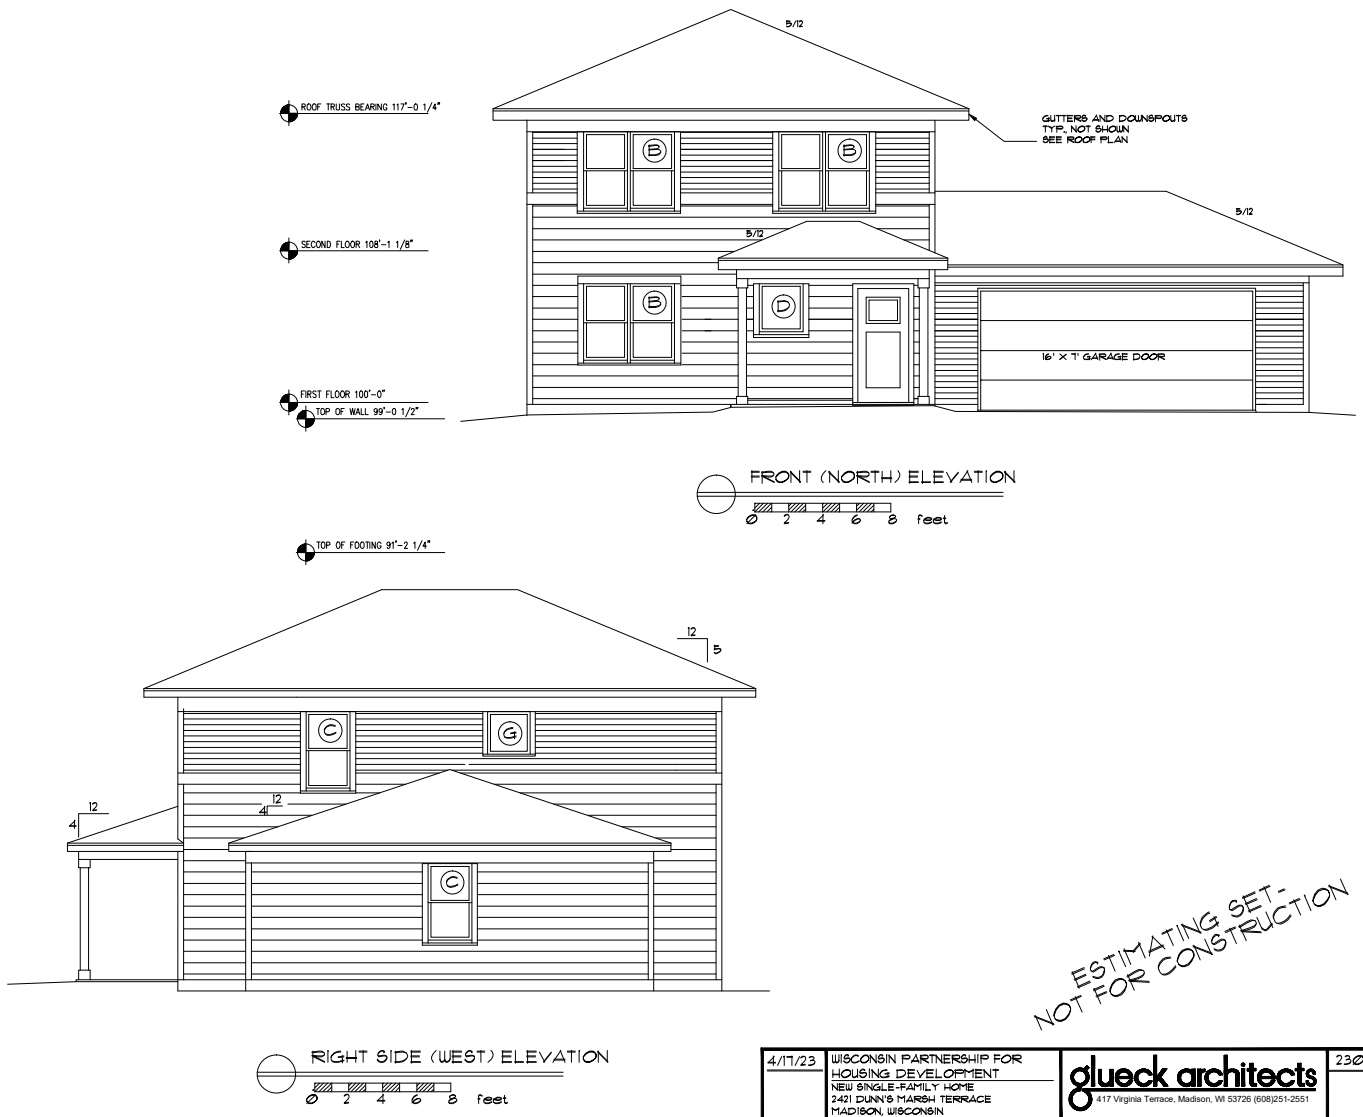 5/12
ROOF TRUSS BEARING 117'-0 1/4"
GUTTERS AND DOWNSPOUTS
TYP., NOT SHOWN
SEE ROOF PLAN
B
B
5/12
5/12
SECOND FLOOR 108'-1 1/8"
B
D
16' X 7' GARAGE DOOR
FIRST FLOOR 100'-0"
TOP OF WALL 99'-0 1/2"
FRONT (NORTH) ELEVATION
0 2 4 6 8 feet
TOP OF FOOTING 91'-2 1/4"
12
5
C
G
12
4
12
4
C
ESTIMATING SET-
NOT FOR CONSTRUCTION
RIGHT SIDE (WEST) ELEVATION
0 2 4 6 8 feet
4/17/23
WISCONSIN PARTNERSHIP FOR
HOUSING DEVELOPMENT
NEW SINGLE-FAMILY HOME
2421 DUNN'S MARSH TERRACE
MADISON, WISCONSIN
glueck architects
417 Virginia Terrace, Madison, WI 53726 (608)251-2551